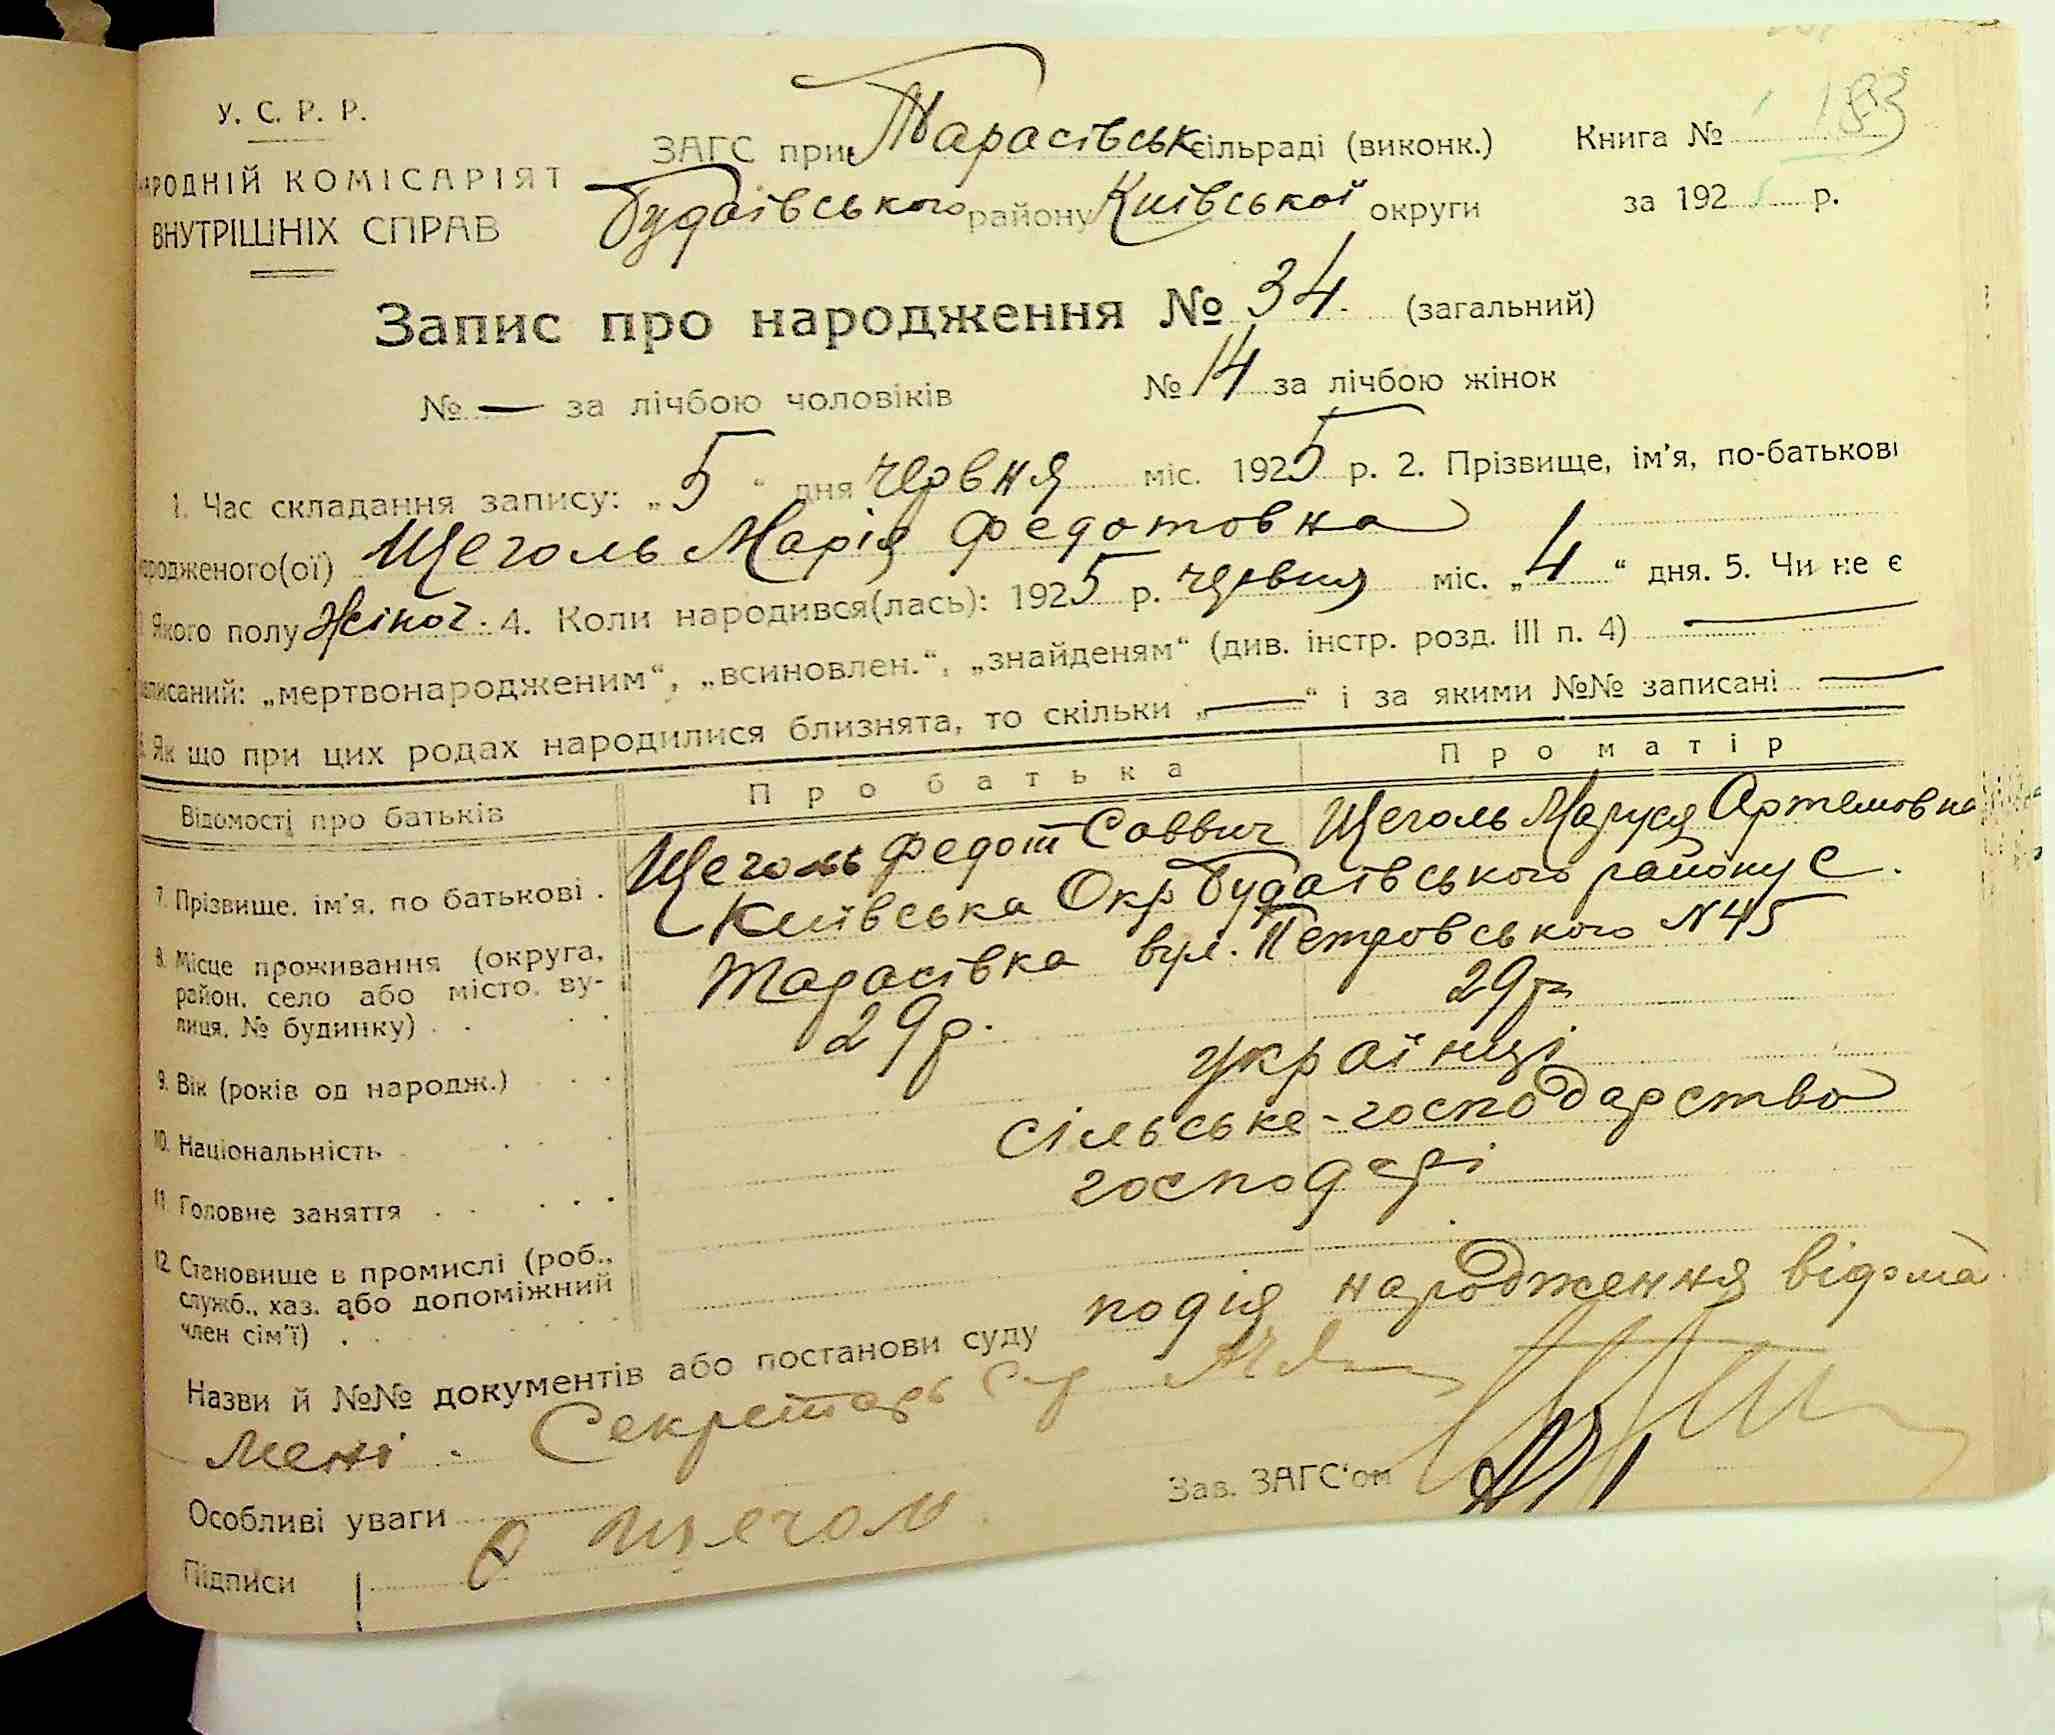 У. С. Р. Р.
НАРОДНІЙ КОМІСАРІЯТ
ВНУТРІШНІХ СПРАВ
ЗАГС при Тарасівськ сільраді (виконк.)
Будаівського району Київської округи
Книга №
183
за 192 р.
Запис про народження № 34. (загальний)
№ — за лічбою чоловіків № 14 за лічбою жінок
1. Час складання запису: „5“ дня червня міс. 1925 р. 2. Прізвище, ім'я, по-батькові
народженого(ої) Щеголь Марія Федотовна
3. Якого полу Жіноч. 4. Коли народився(лась): 1925 р. червня міс. „4“ дня. 5. Чи не є
записаний: „мертвонародженим“, „всиновлен.“, „знайденям“ (див. інстр. розд. III п. 4) —
6. Як що при цих родах народилися близнята, то скільки „—“ і за якими №№ записані —
Відомості про батьків Про батька Про матір
7. Прізвище, ім'я, по батькові . Щеголь Федот Саввич Щеголь Маруся Артемовна
8. Місце проживання (округа, район, село або місто, вулиця, № будинку) . .
Київська Окр Будаівського району с.
Тарасівка вул. Петровського N 45
9. Вік (років од народж.) 29 р. 29 р
10. Національність українці
11. Головне заняття сільське-господарство
12. Становище в промислі (роб., служб., хаз. або допоміжний член сім'ї) . господарі
Назви й №№ документів або постанови суду подія народження відома
мені. Секретарь
Особливі уваги
Зав. ЗАГС'ом
Підписи Щеголь